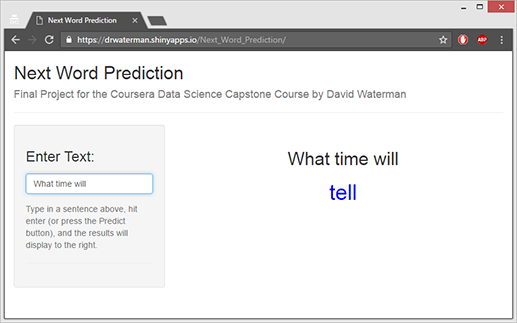 Next Word Prediction
https://drwaterman.shinyapps.io/Next_Word_Prediction/
ABP
Next Word Prediction
Final Project for the Coursera Data Science Capstone Course by David Waterman
Enter Text:
What time will
Type in a sentence above, hit
enter (or press the Predict
button), and the results will
display to the right.
What time will
tell